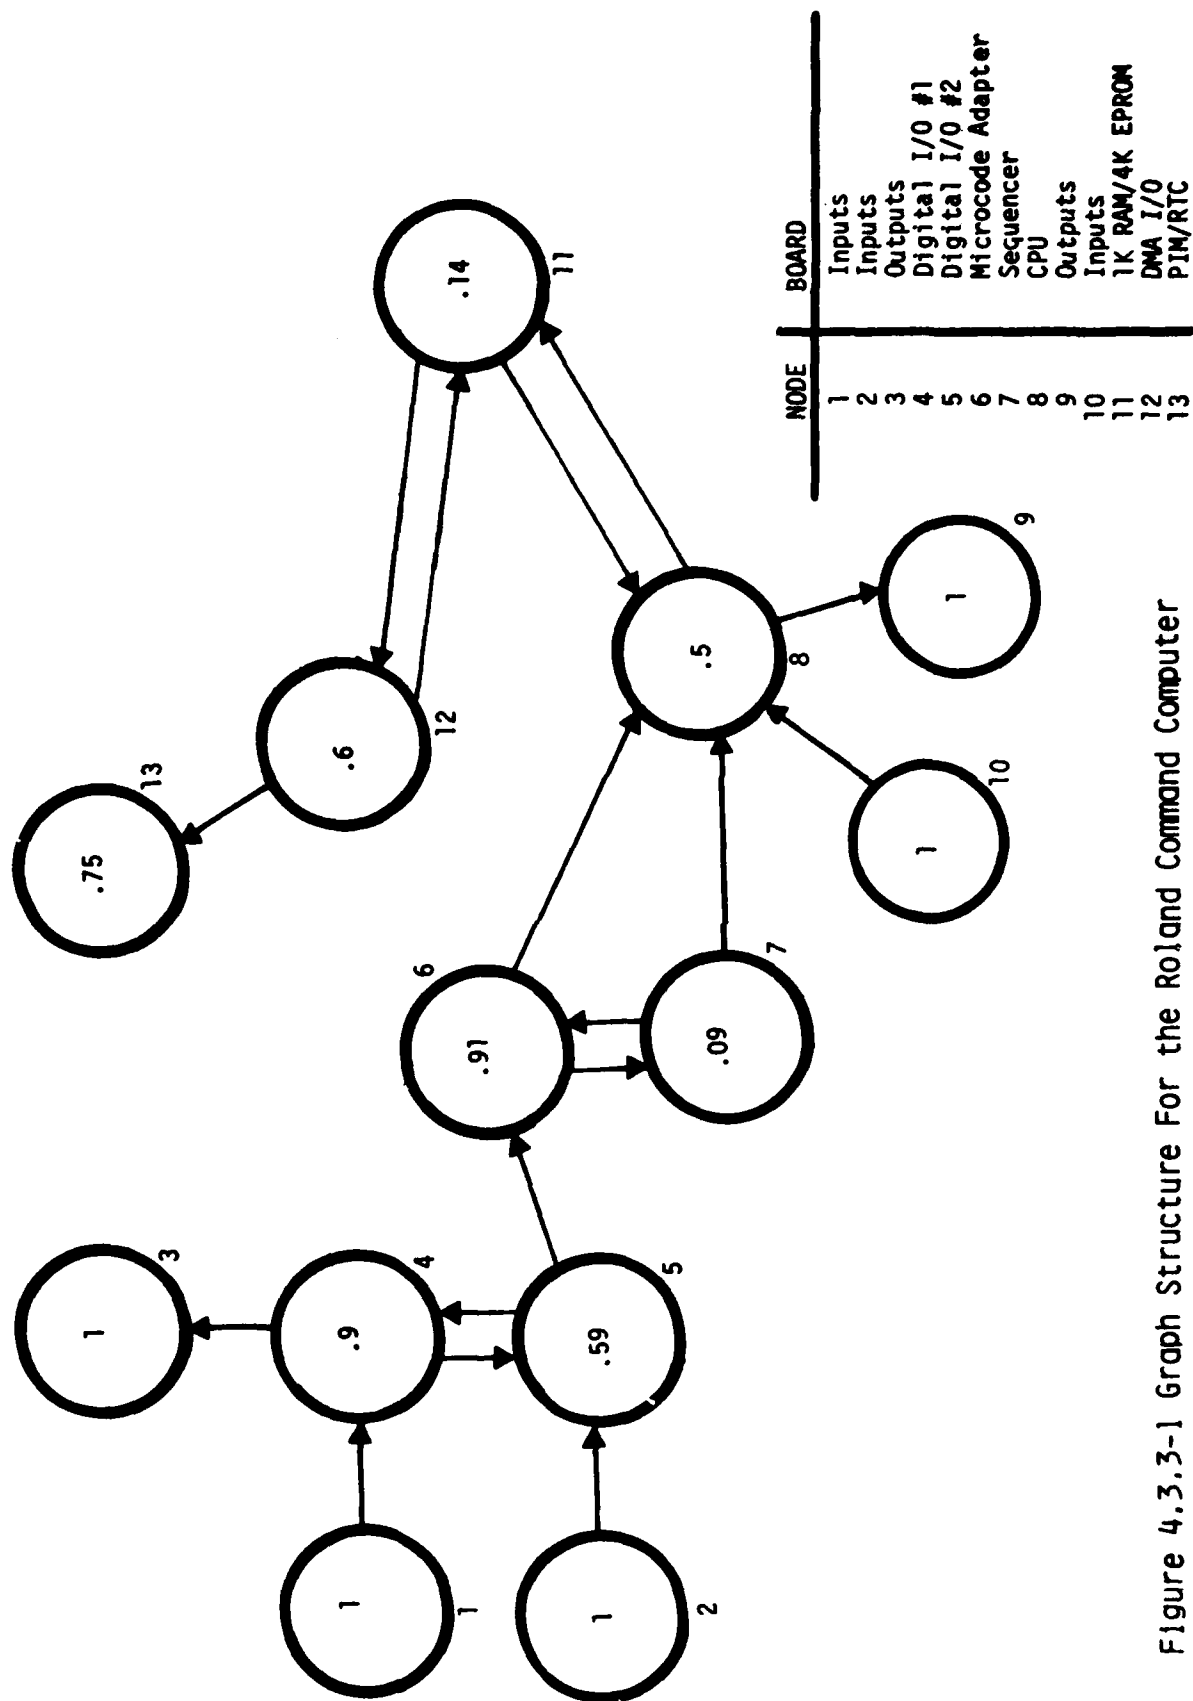 1
1
1
2
1
3
.9
4
.59
5
.91
6
.09
7
.75
13
.6
12
.14
11
.5
8
1
10
1
9
NODE BOARD
1 Inputs
2 Inputs
3 Outputs
4 Digital I/O #1
5 Digital I/O #2
6 Microcode Adapter
7 Sequencer
8 CPU
9 Outputs
10 Inputs
11 1K RAM/4K EPROM
12 DMA I/O
13 PIM/RTC
Figure 4.3.3-1 Graph Structure For the Roland Command Computer